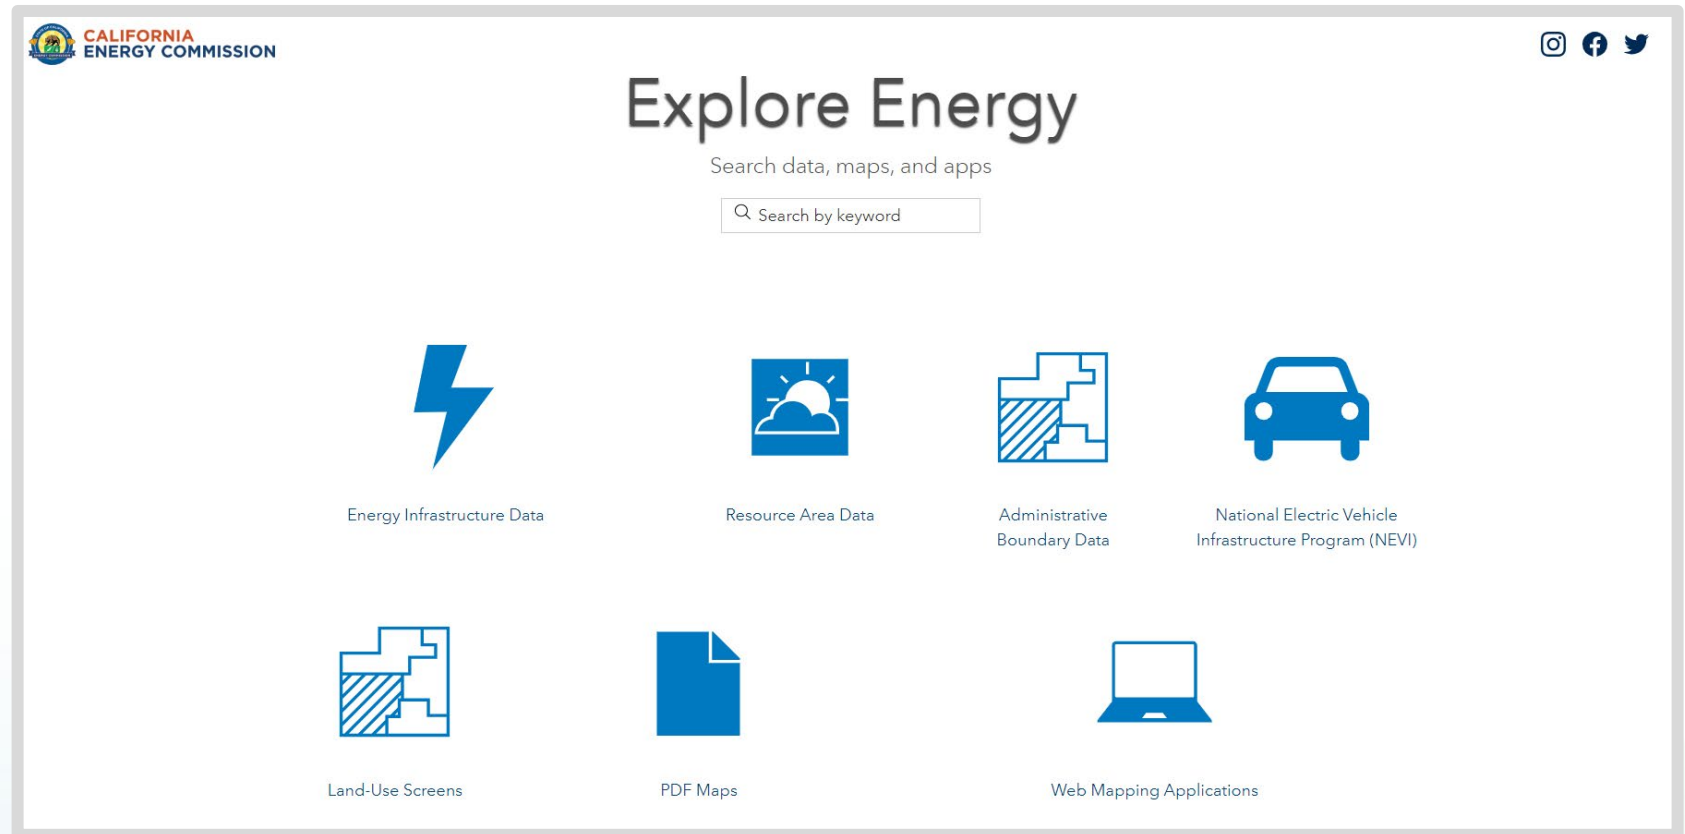 CALIFORNIA
ENERGY COMMISSION
Explore Energy
Search data, maps, and apps
Search by keyword
Energy Infrastructure Data
Resource Area Data
Administrative
Boundary Data
National Electric Vehicle
Infrastructure Program (NEVI)
Land-Use Screens
PDF Maps
Web Mapping Applications